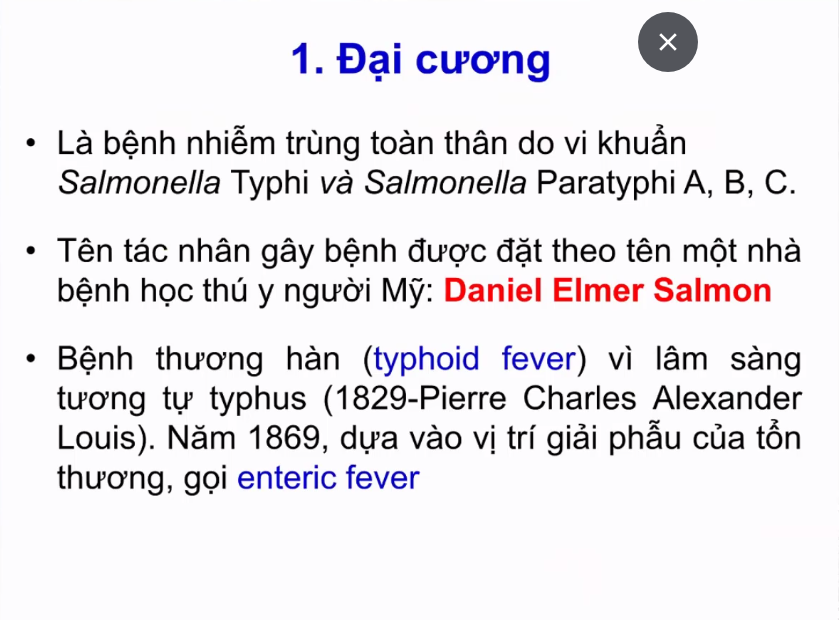 1. Đại cương
• Là bệnh nhiễm trùng toàn thân do vi khuẩn
Salmonella Typhi và Salmonella Paratyphi A, B, C.
• Tên tác nhân gây bệnh được đặt theo tên một nhà
bệnh học thú y người Mỹ: Daniel Elmer Salmon
• Bệnh thương hàn (typhoid fever) vì lâm sàng
tương tự typhus (1829-Pierre Charles Alexander
Louis). Năm 1869, dựa vào vị trí giải phẫu của tổn
thương, gọi enteric fever